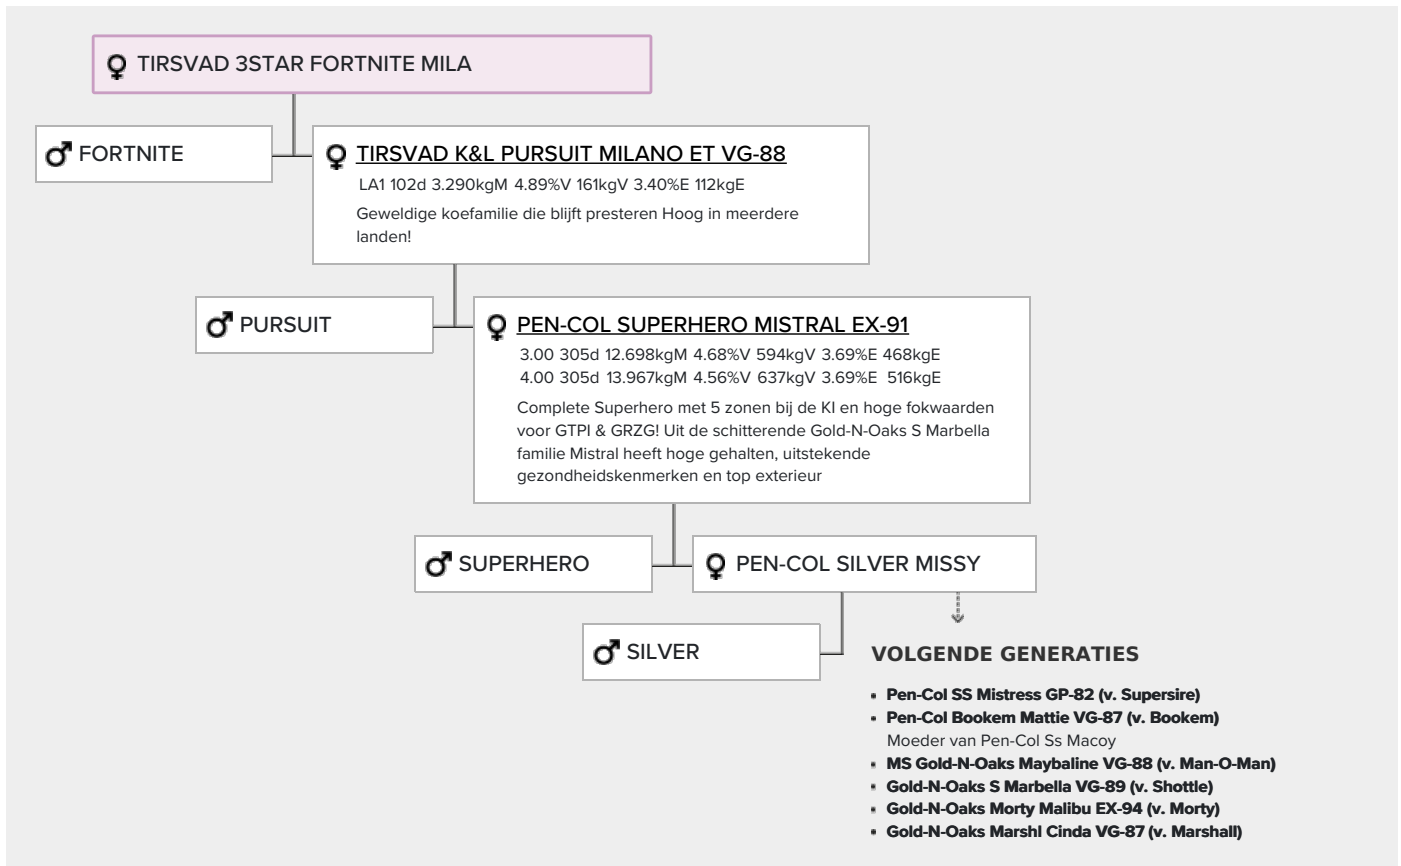 TIRSVAD 3STAR FORTNITE MILA
FORTNITE
TIRSVAD K&L PURSUIT MILANO ET VG-88
LA1 102d 3.290kgM 4.89%V 161kgV 3.40%E 112kgE
Geweldige koefamilie die blijft presteren Hoog in meerdere
landen!
PURSUIT
PEN-COL SUPERHERO MISTRAL EX-91
3.00 305d 12.698kgM 4.68%V 594kgV 3.69%E 468kgE
4.00 305d 13.967kgM 4.56%V 637kgV 3.69%E 516kgE
Complete Superhero met 5 zonen bij de KI en hoge fokwaarden
voor GTPI & GRZG! Uit de schitterende Gold-N-Oaks S Marbella
familie Mistral heeft hoge gehalten, uitstekende
gezondheidskenmerken en top exterieur
SUPERHERO
PEN-COL SILVER MISSY
SILVER
VOLGENDE GENERATIES
Pen-Col SS Mistress GP-82 (v. Supersire)
Pen-Col Bookem Mattie VG-87 (v. Bookem)
Moeder van Pen-Col Ss Macoy
MS Gold-N-Oaks Maybaline VG-88 (v. Man-O-Man)
Gold-N-Oaks S Marbella VG-89 (v. Shottle)
Gold-N-Oaks Morty Malibu EX-94 (v. Morty)
Gold-N-Oaks Marshl Cinda VG-87 (v. Marshall)